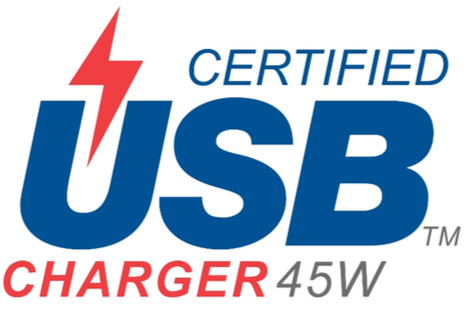 CERTIFIED
USB™
CHARGER 45W